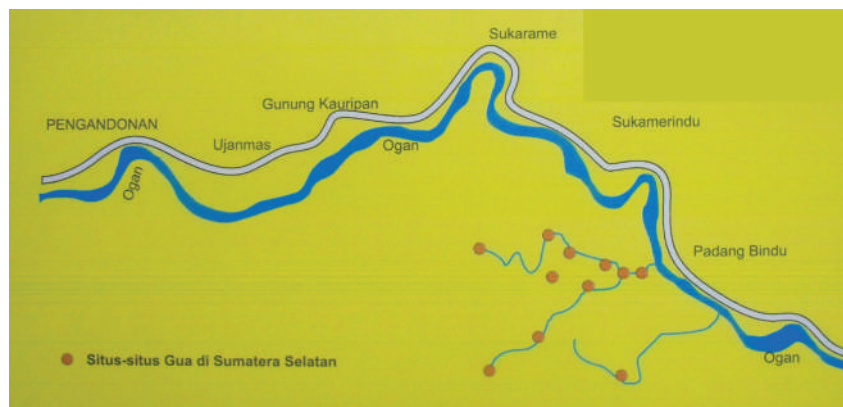 Sukarame
Gunung Kauripan
Sukamerindu
PENGANDONAN
Ujanmas
Ogan
Ogan
Padang Bindu
Situs-situs Gua di Sumatera Selatan
Ogan